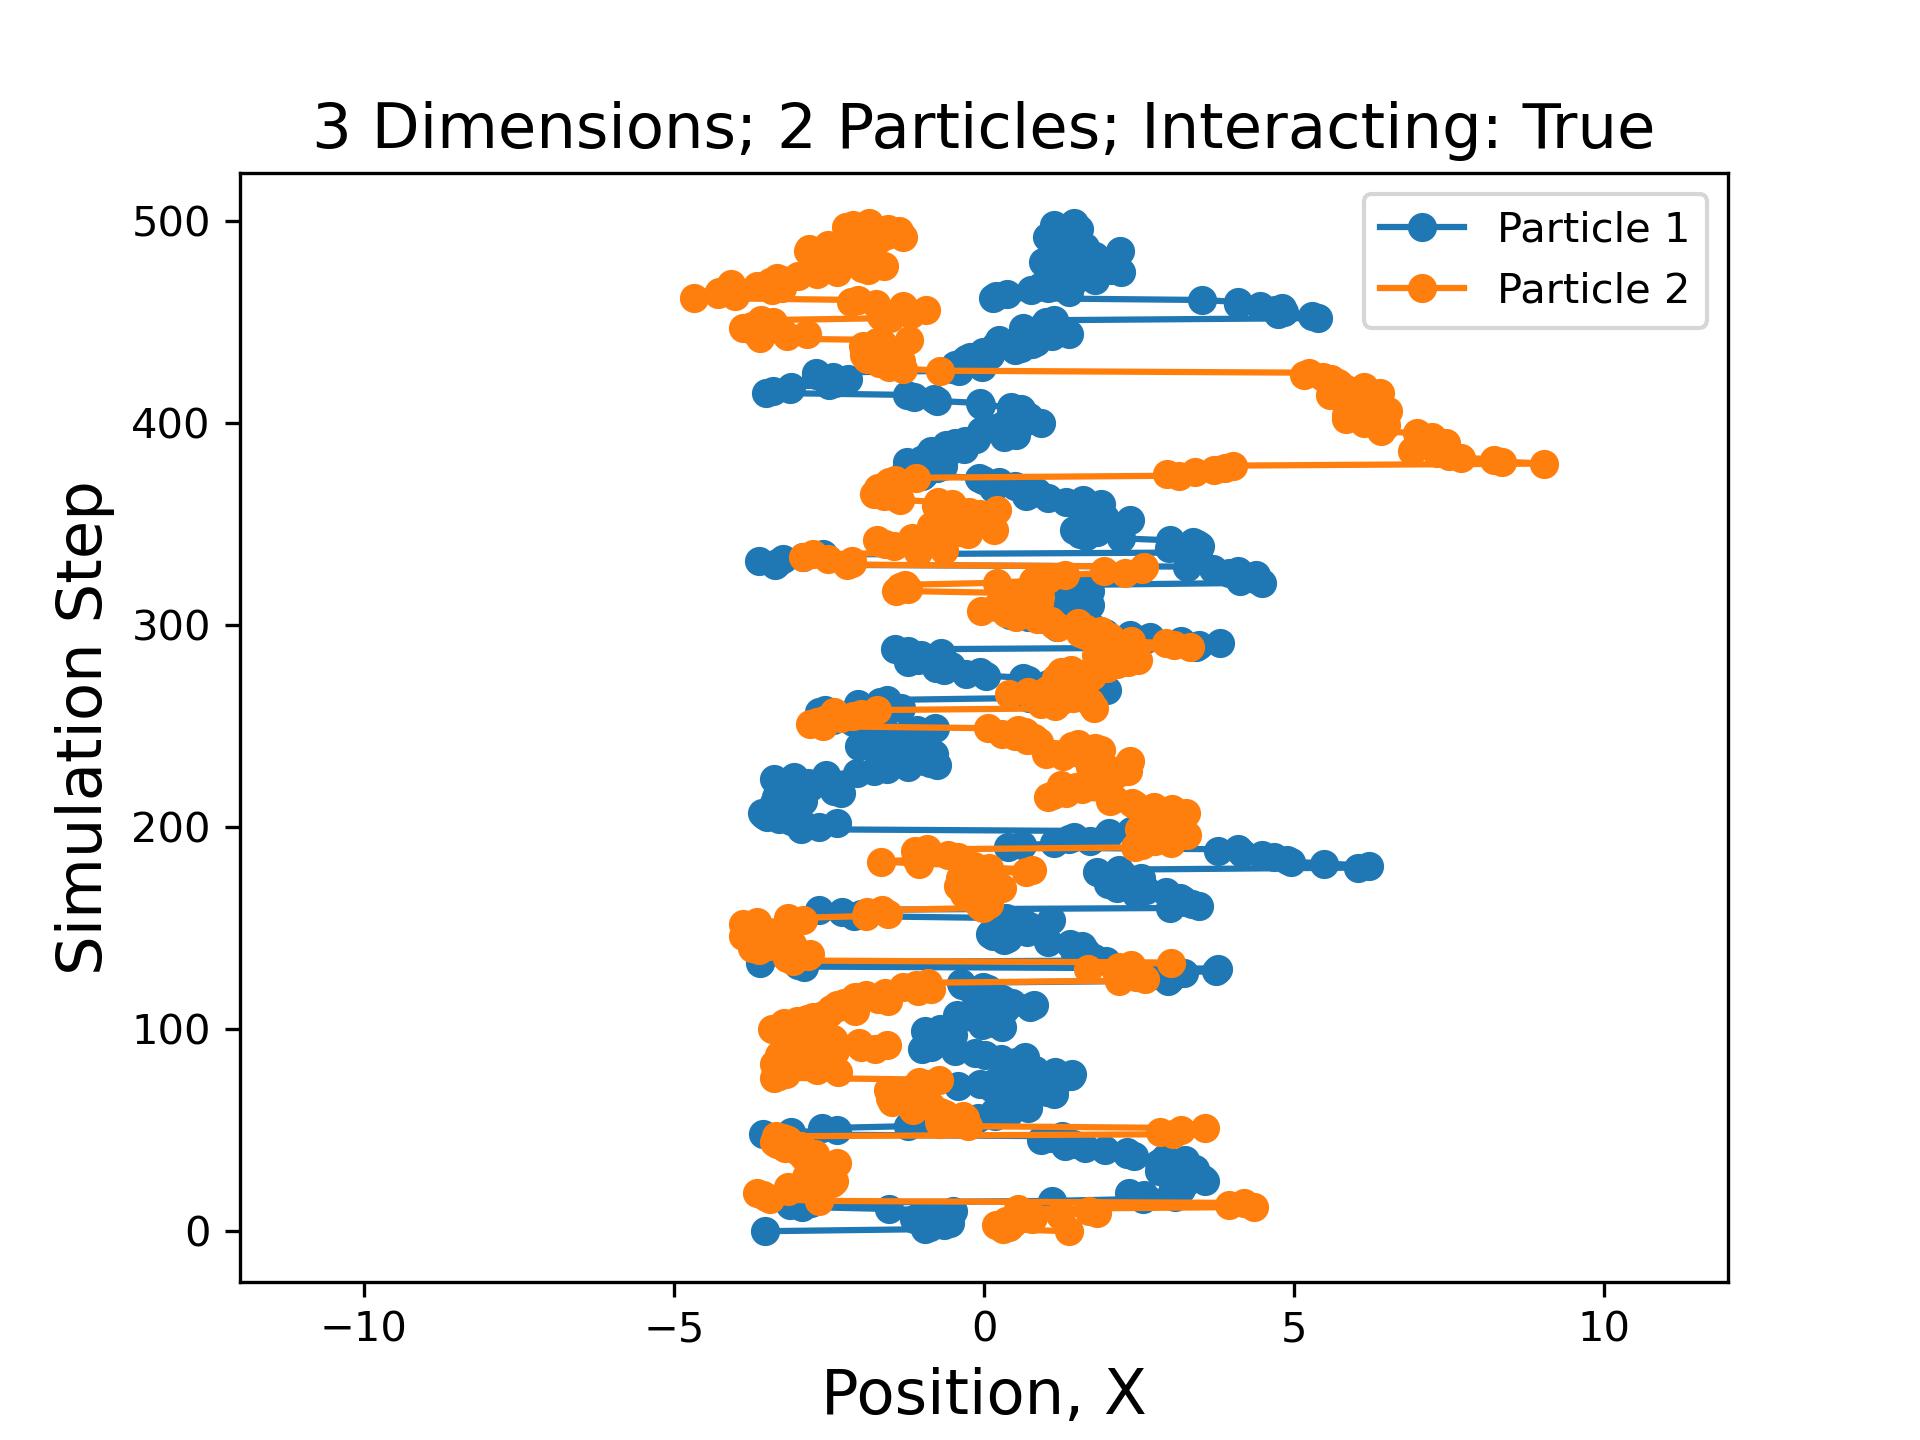 3 Dimensions; 2 Particles; Interacting: True
Particle 1
Particle 2
Simulation Step
500
400
300
200
100
0
−10
−5
0
5
10
Position, X